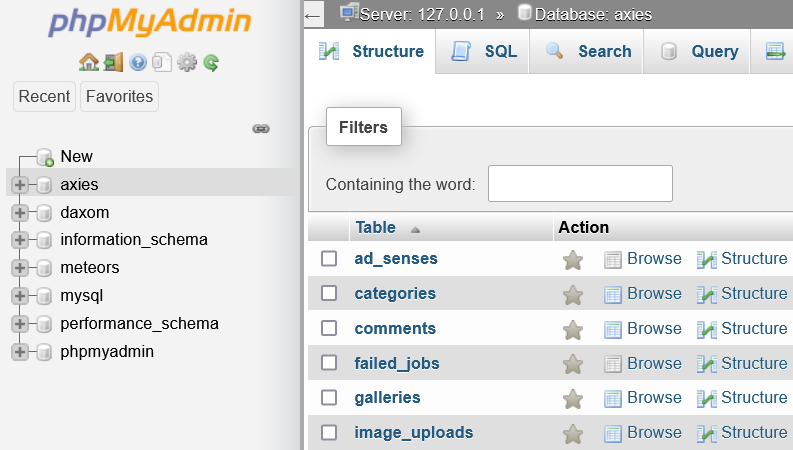 phpMyAdmin
Recent Favorites
New
axies
daxom
information_schema
meteors
mysql
performance_schema
phpmyadmin
← Server: 127.0.0.1 » Database: axies
Structure SQL Search Query
Filters
Containing the word:
Table Action
ad_senses Browse Structure
categories Browse Structure
comments Browse Structure
failed_jobs Browse Structure
galleries Browse Structure
image_uploads Browse Structure